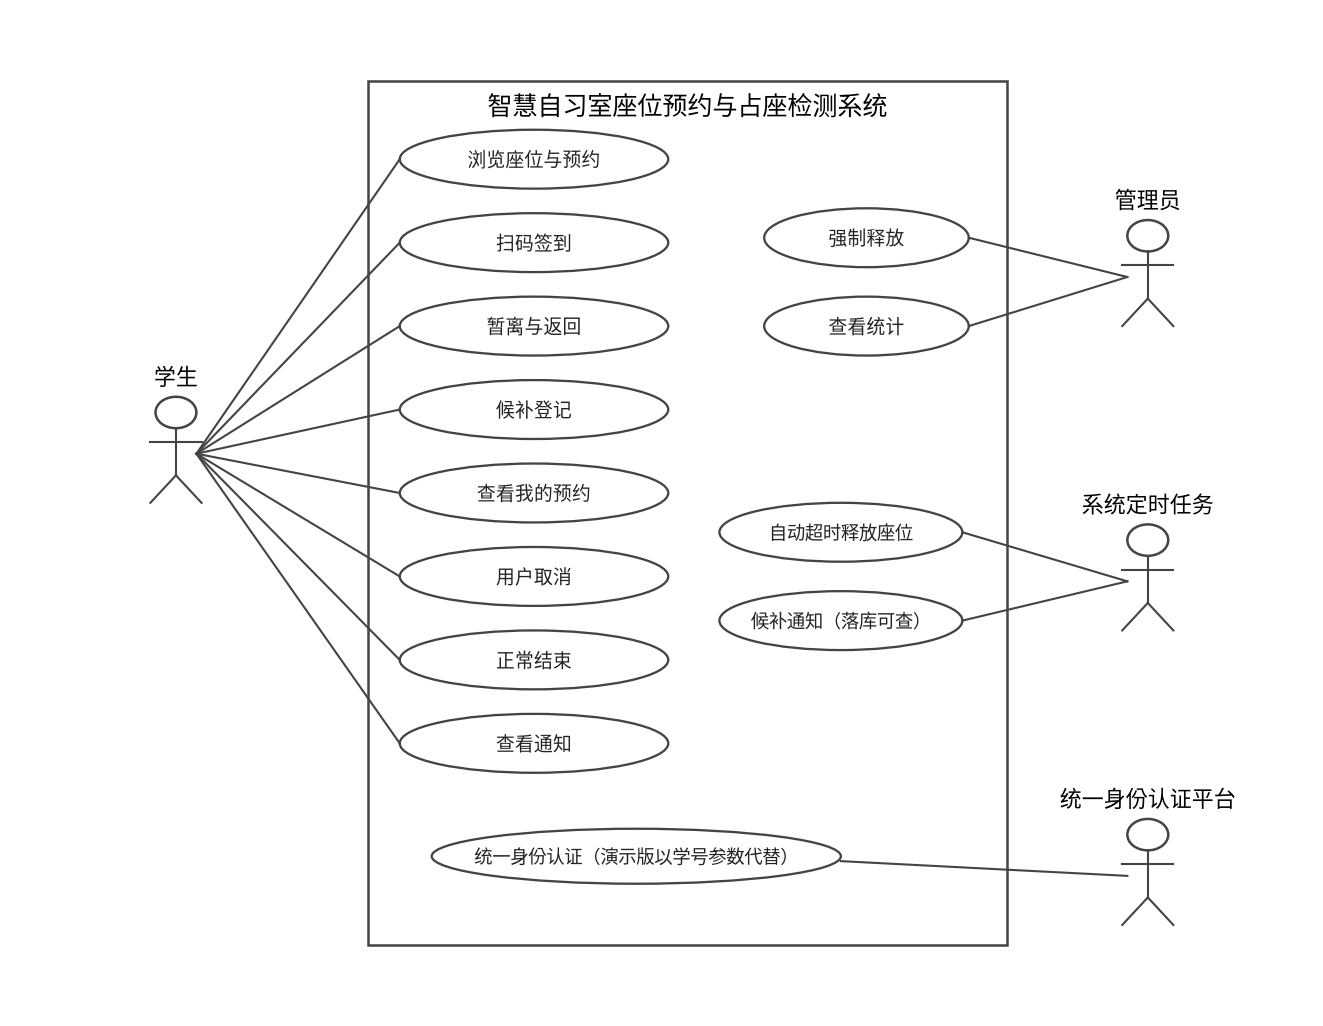 智慧自习室座位预约与占座检测系统
浏览座位与预约
扫码签到
暂离与返回
候补登记
查看我的预约
用户取消
正常结束
查看通知
统一身份认证（演示版以学号参数代替）
强制释放
查看统计
自动超时释放座位
候补通知（落库可查）
学生
管理员
系统定时任务
统一身份认证平台